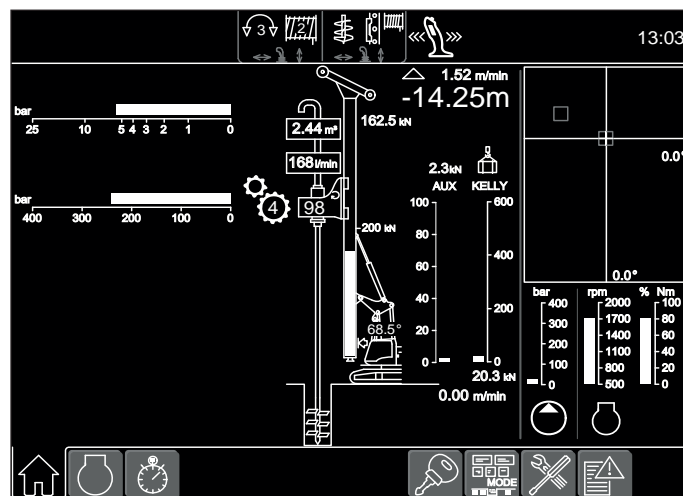 3 2 13:03
1.52 m/min
-14.25m
bar
25 10 5 4 3 2 1 0
2.44 m³
162.5 kN
168 l/min
2.3kN
AUX KELLY
0.0°
bar
400 300 200 100 0
4 98
200 kN
100 600
80
60 400
40 200
20
0 0
68.5°
20.3 kN
0.00 m/min
0.0°
bar rpm % Nm
400 2000 100
300 1700 80
1400 60
200 1100 40
100 800 20
0 500 0
MODE